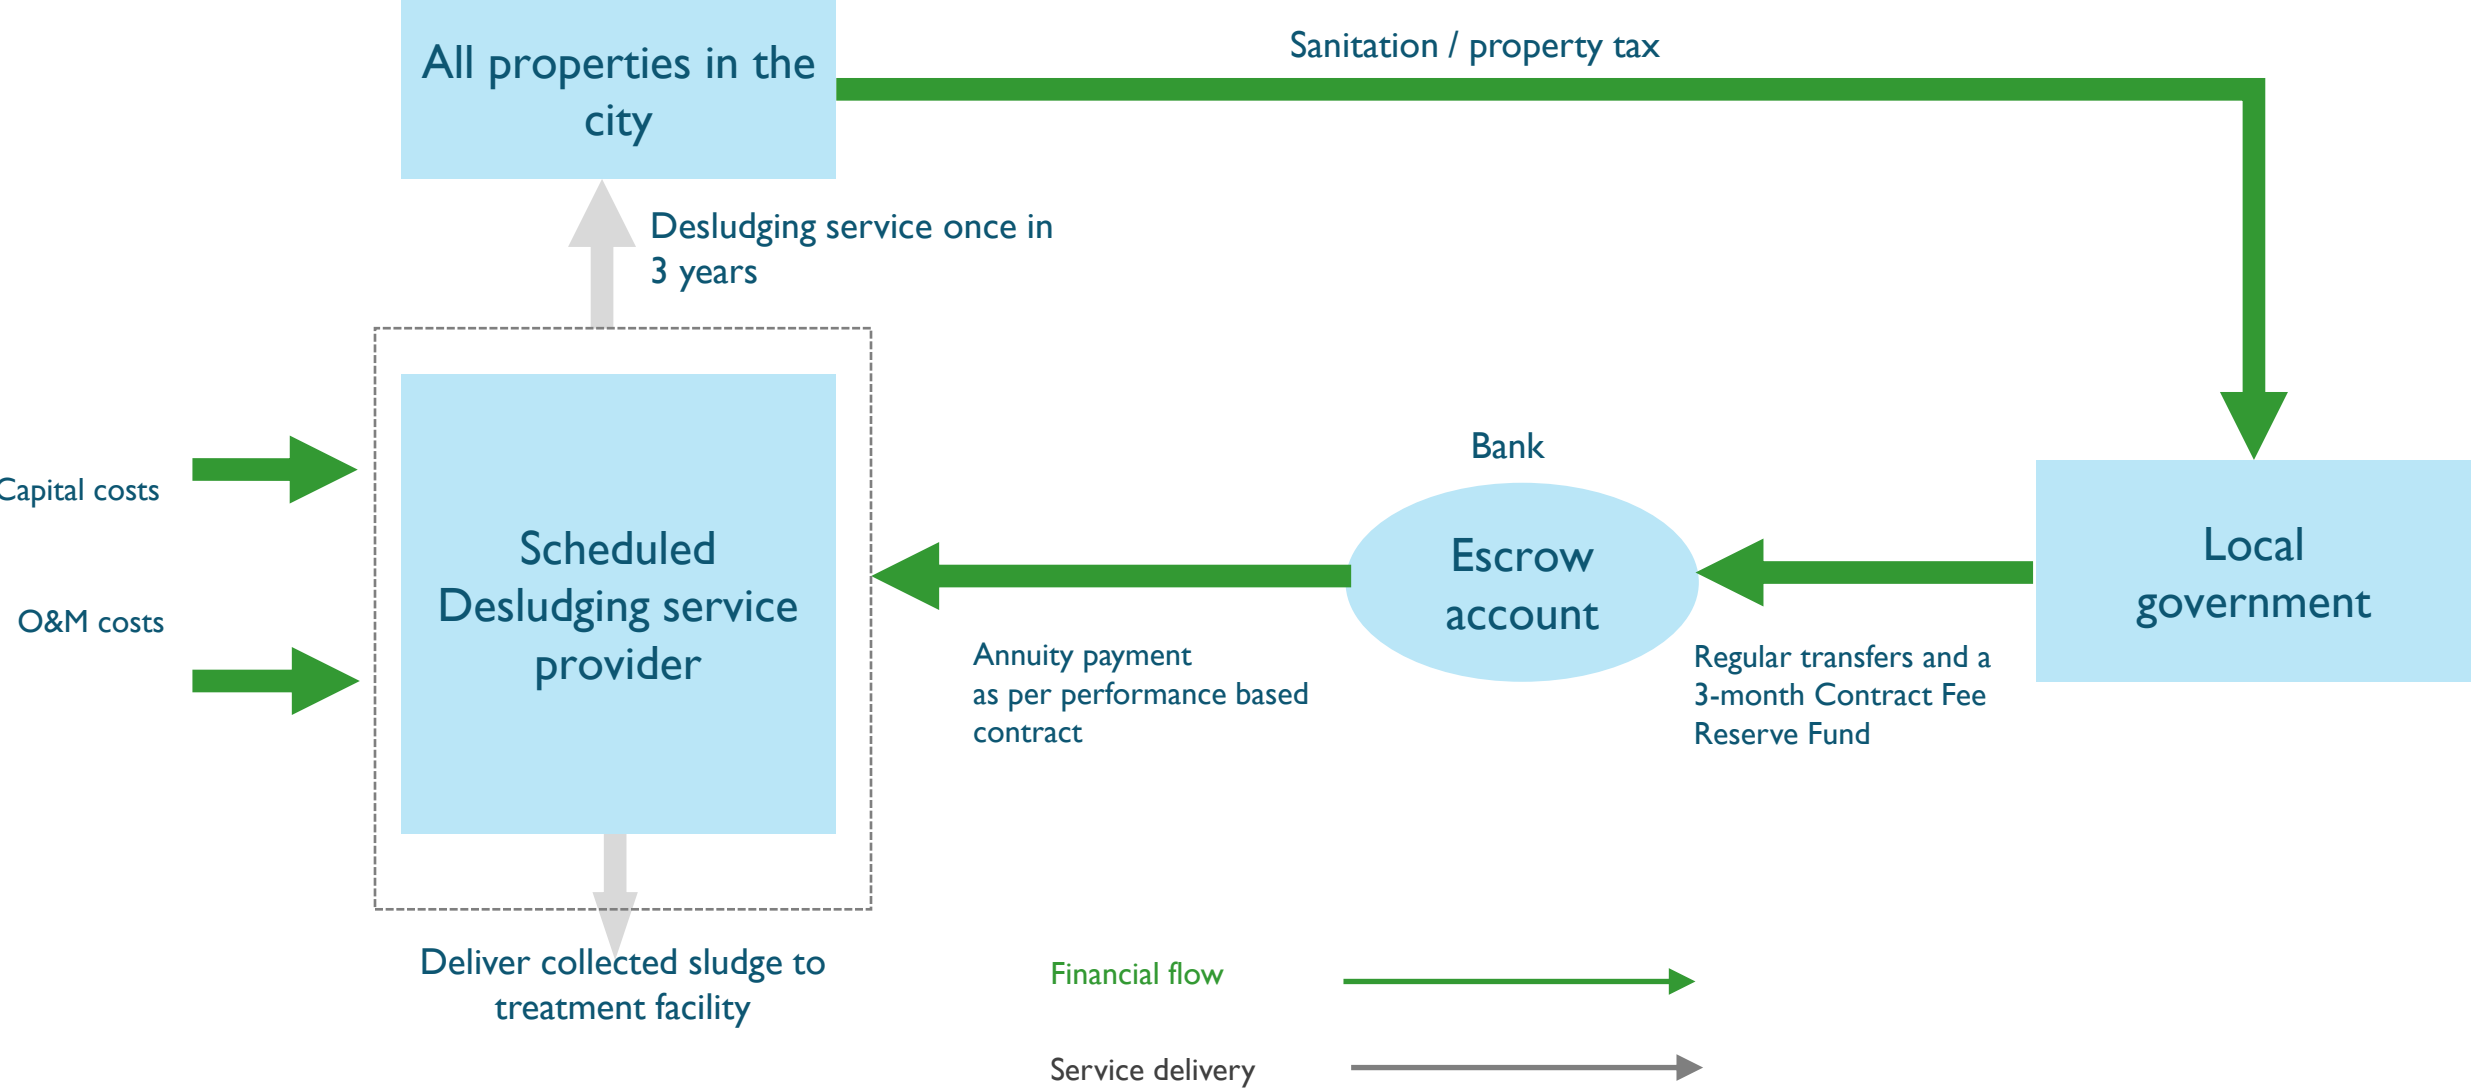 All properties in the
city
Sanitation / property tax
Desludging service once in
3 years
Capital costs
O&M costs
Scheduled
Desludging service
provider
Bank
Escrow
account
Local
government
Annuity payment
as per performance based
contract
Regular transfers and a
3-month Contract Fee
Reserve Fund
Deliver collected sludge to
treatment facility
Financial flow
Service delivery